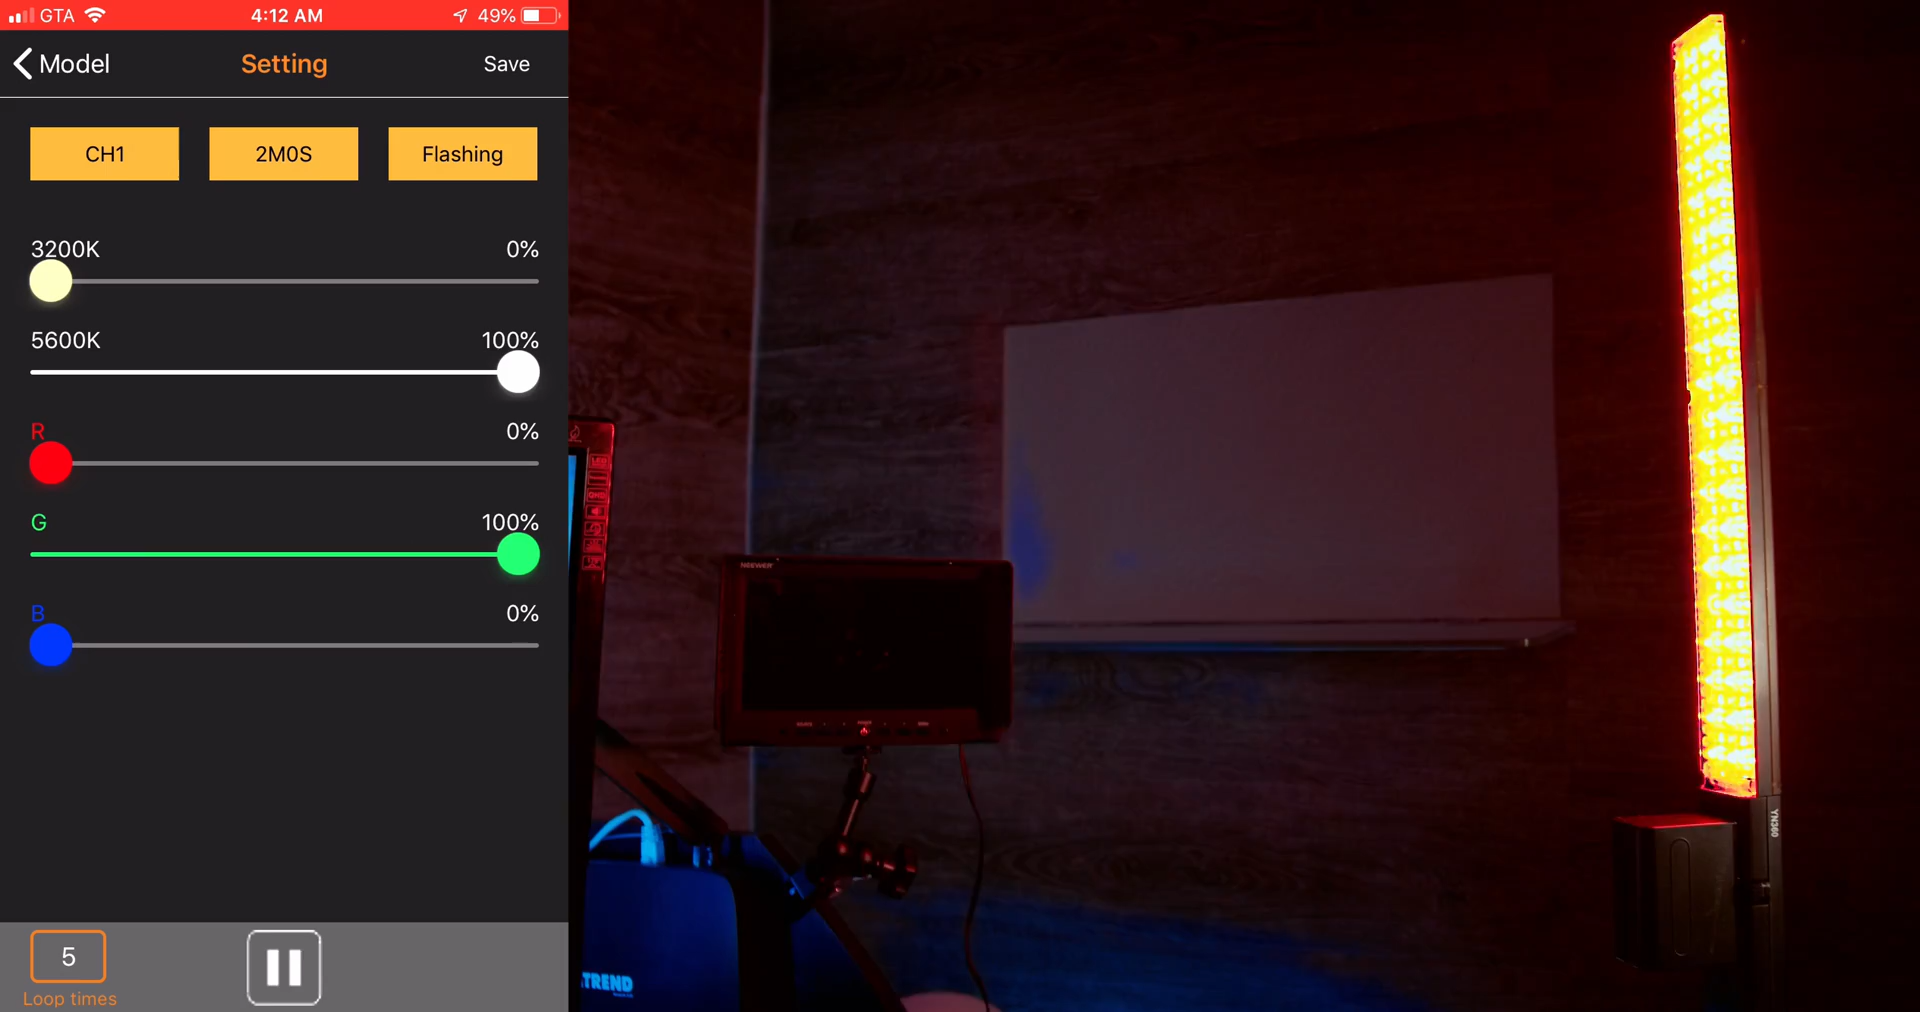 GTA 4:12 AM 49%
Model Setting Save
CH1 2M0S Flashing
3200K 0%
5600K 100%
R 0%
G 100%
B 0%
5
Loop times
NEEWER
YN360
TREND